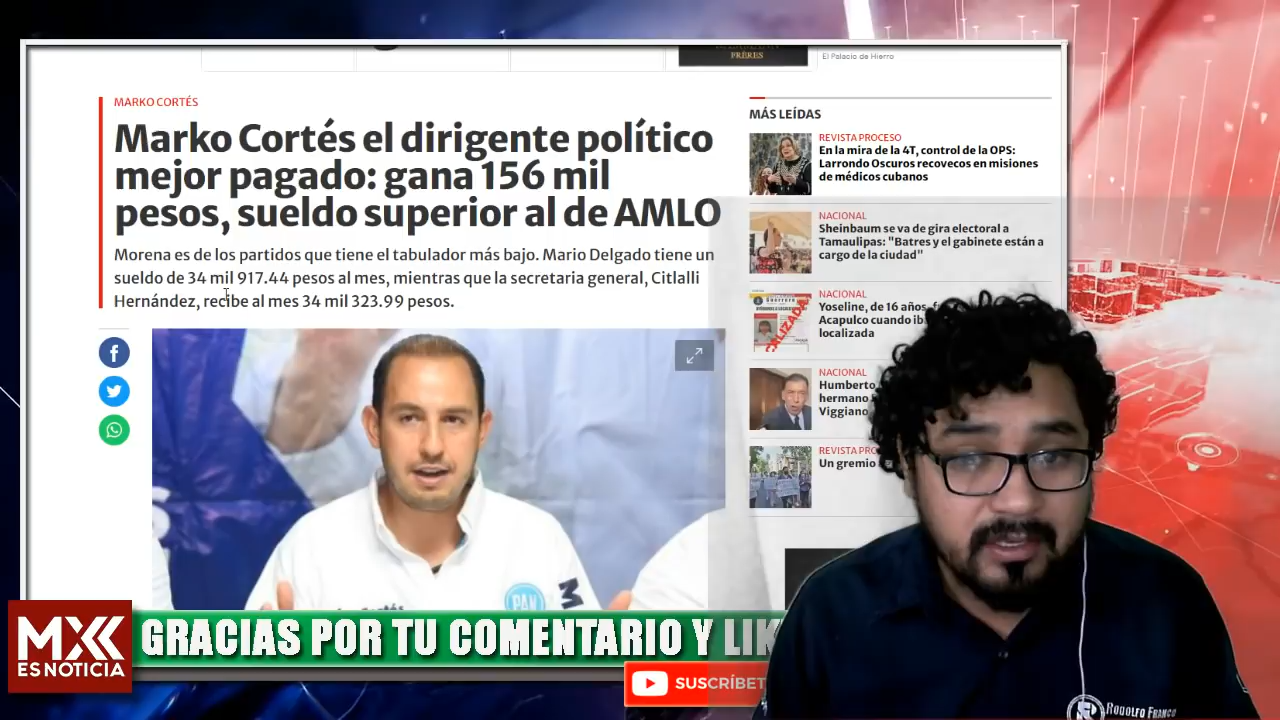 FRÈRES
El Palacio de Hierro
MARKO CORTÉS
Marko Cortés el dirigente político
mejor pagado: gana 156 mil
pesos, sueldo superior al de AMLO
Morena es de los partidos que tiene el tabulador más bajo. Mario Delgado tiene un
sueldo de 34 mil 917.44 pesos al mes, mientras que la secretaria general, Citlalli
Hernández, recibe al mes 34 mil 323.99 pesos.
MÁS LEÍDAS
REVISTA PROCESO
En la mira de la 4T, control de la OPS:
Larrondo Oscuros recovecos en misiones
de médicos cubanos
NACIONAL
Sheinbaum se va de gira electoral a
Tamaulipas: "Batres y el gabinete están a
cargo de la ciudad"
NACIONAL
Yoseline, de 16 años,
Acapulco cuando ib
localizada
NACIONAL
Humberto
hermano
Viggiano
REVISTA PRO
Un gremio
PAN
M
MX
ES NOTICIA
GRACIAS POR TU COMENTARIO Y LIK
SUSCRÍBET
RODOLFO FRANCO